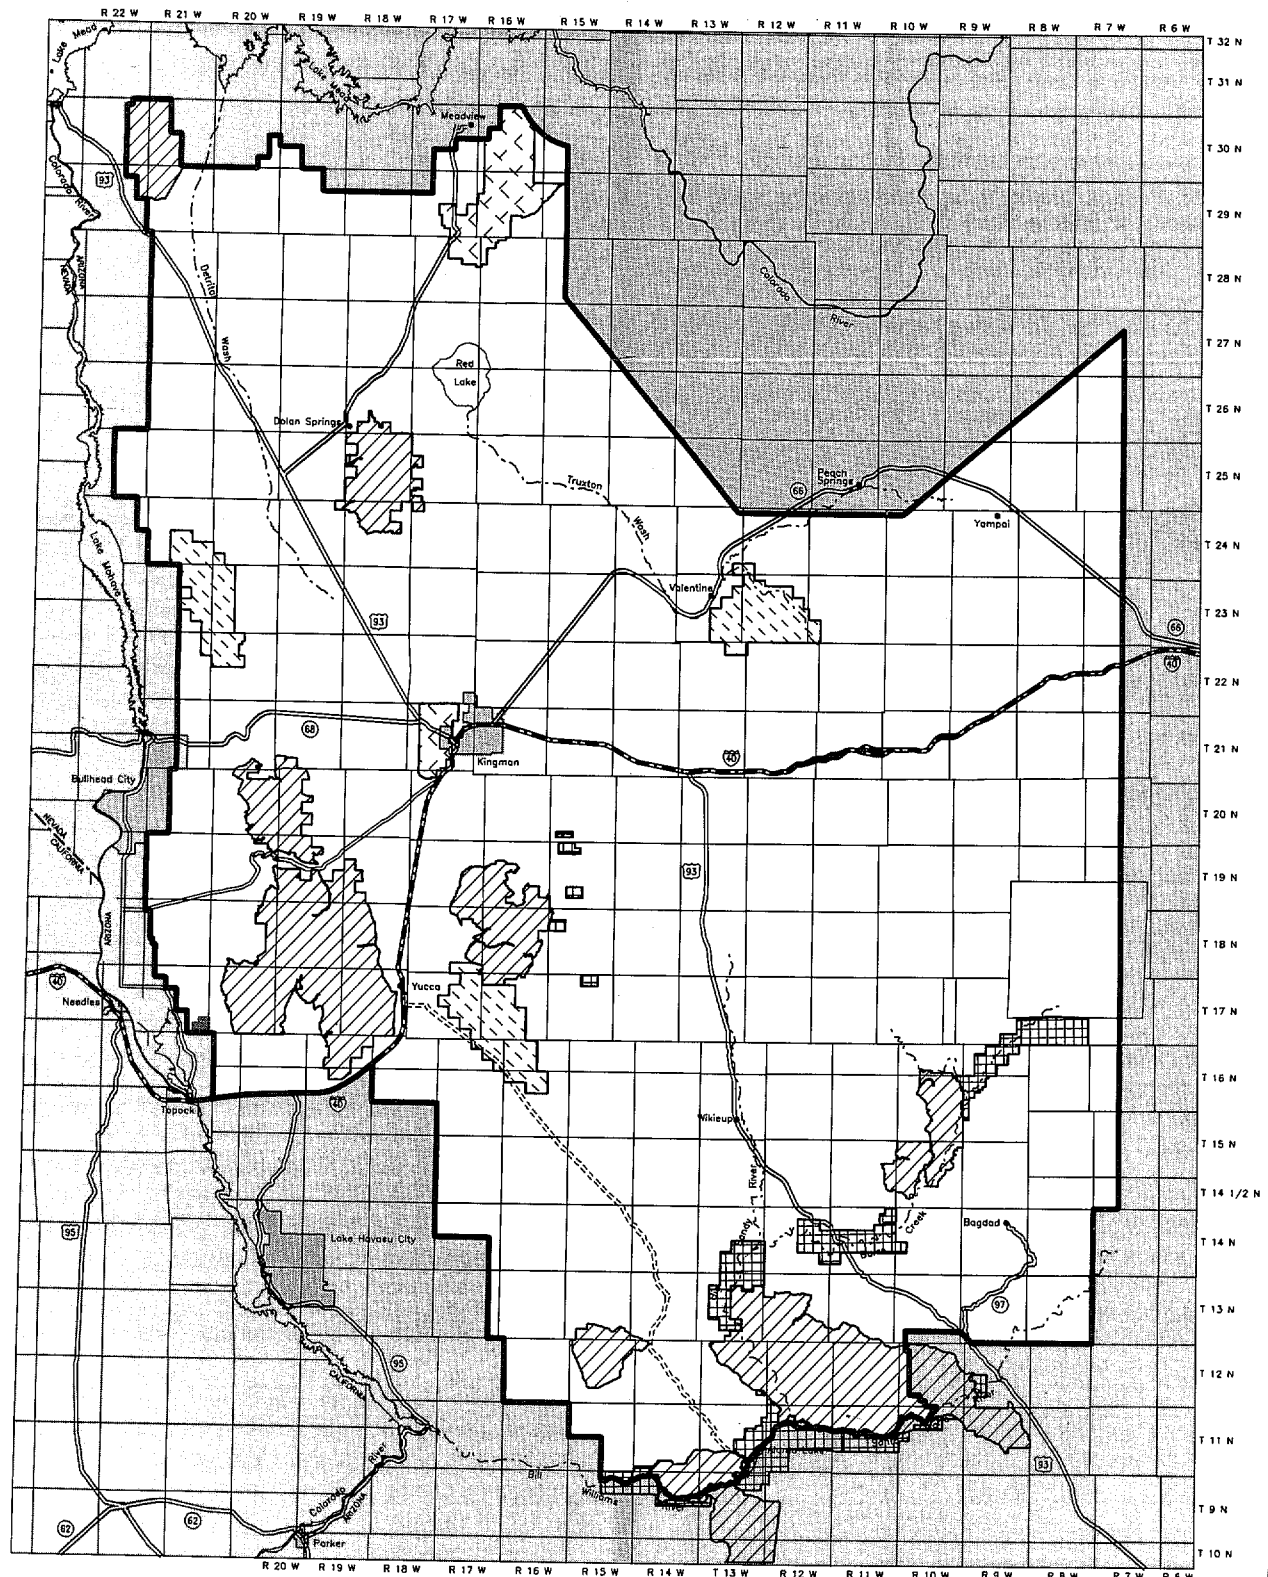 R 22 W R 21 W R 20 W R 19 W R 18 W R 17 W R 16 W R 15 W R 14 W R 13 W R 12 W R 11 W R 10 W R 9 W R 8 W R 7 W R 6 W
T 32 N
Lake Mead
Lake Mead
T 31 N
Meadview
T 30 N
93
Colorado River
T 29 N
ARIZONA
NEVADA
Detrital
Wash
T 28 N
Colorado
River
T 27 N
Red
Lake
T 26 N
Dolan Springs
Peach
Springs
T 25 N
Truxton
Wash
66
Yampai
Lake Mohave
T 24 N
Valentine
T 23 N
93
66
40
T 22 N
68
T 21 N
Kingman
40
Bullhead City
NEVADA
CALIFORNIA
T 20 N
93
T 19 N
ARIZONA
T 18 N
40
Yucca
Needles
T 17 N
T 16 N
40
Topock
Wikieup
T 15 N
River
T 14 1/2 N
95
Creek
Bagdad
Lake Havasu City
T 14 N
97
T 13 N
95
CALIFORNIA
T 12 N
T 11 N
93
River
Bill
Williams
River
Colorado
ARIZONA
T 9 N
62
62
Parker
T 10 N
R 20 W R 19 W R 18 W R 17 W R 16 W R 15 W R 14 W T 13 W R 12 W R 11 W R 10 W R 9 W R 8 W R 7 W R 6 W